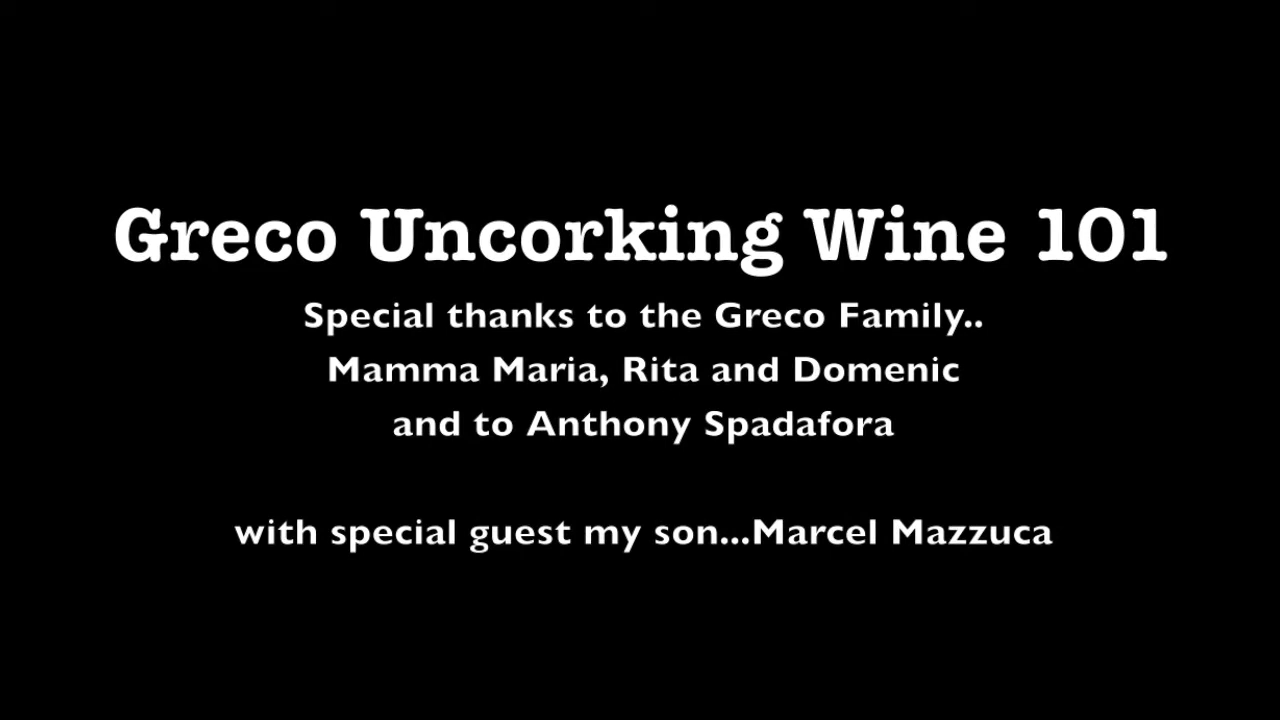 Greco Uncorking Wine 101
Special thanks to the Greco Family..
Mamma Maria, Rita and Domenic
and to Anthony Spadafora
with special guest my son...Marcel Mazzuca